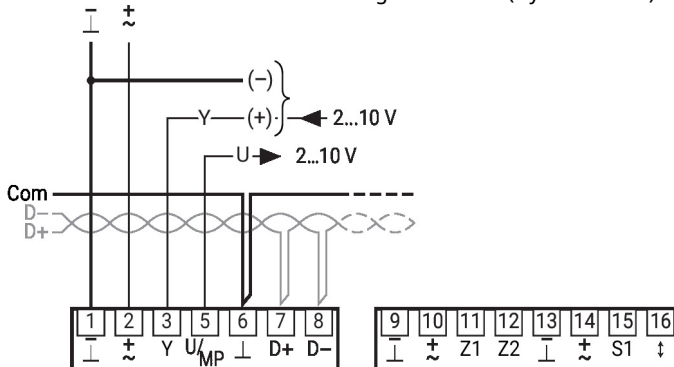 – +
⊥ ~
(–)
Y (+) 2...10 V
U 2...10 V
Com
D–
D+
1 2 3 5 6 7 8 9 10 11 12 13 14 15 16
⊥ ~ Y U/MP ⊥ D+ D– ⊥ ~ Z1 Z2 ⊥ ~ S1 ↕